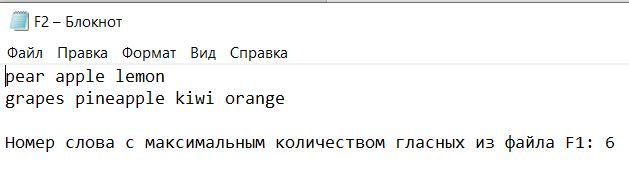 F2 – Блокнот
Файл Правка Формат Вид Справка
pear apple lemon
grapes pineapple kiwi orange
Номер слова с максимальным количеством гласных из файла F1: 6